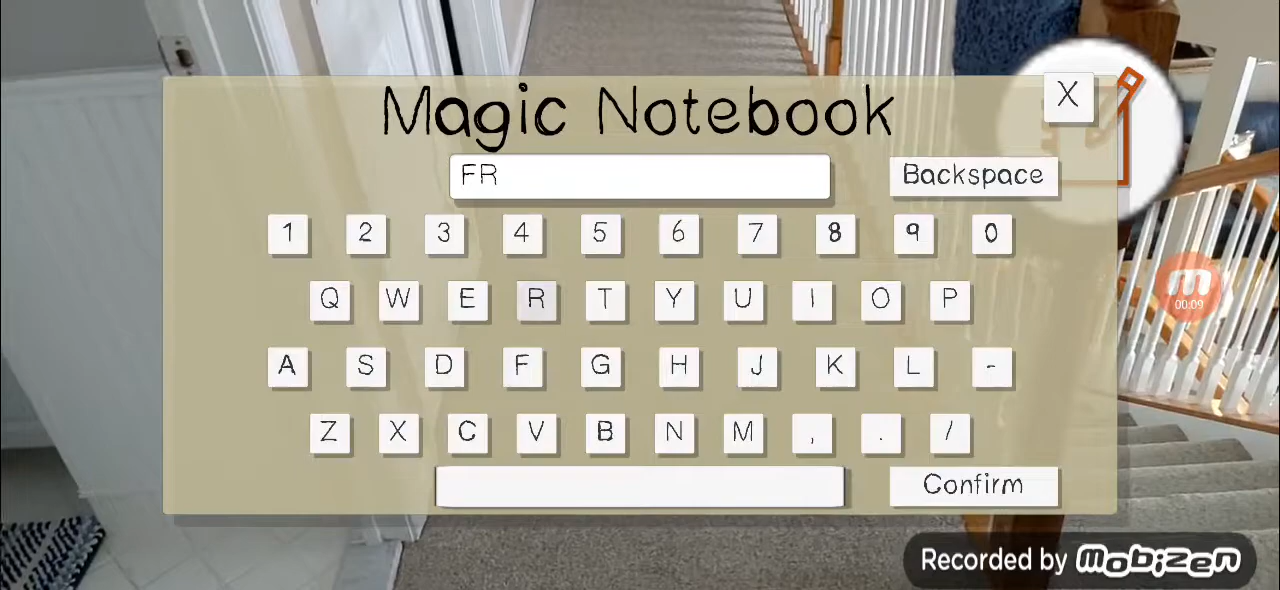 Magic Notebook
X
FR
Backspace
1 2 3 4 5 6 7 8 9 0
Q W E R T Y U I O P
A S D F G H J K L -
Z X C V B N M , . /
Confirm
00:09
Recorded by mobizen